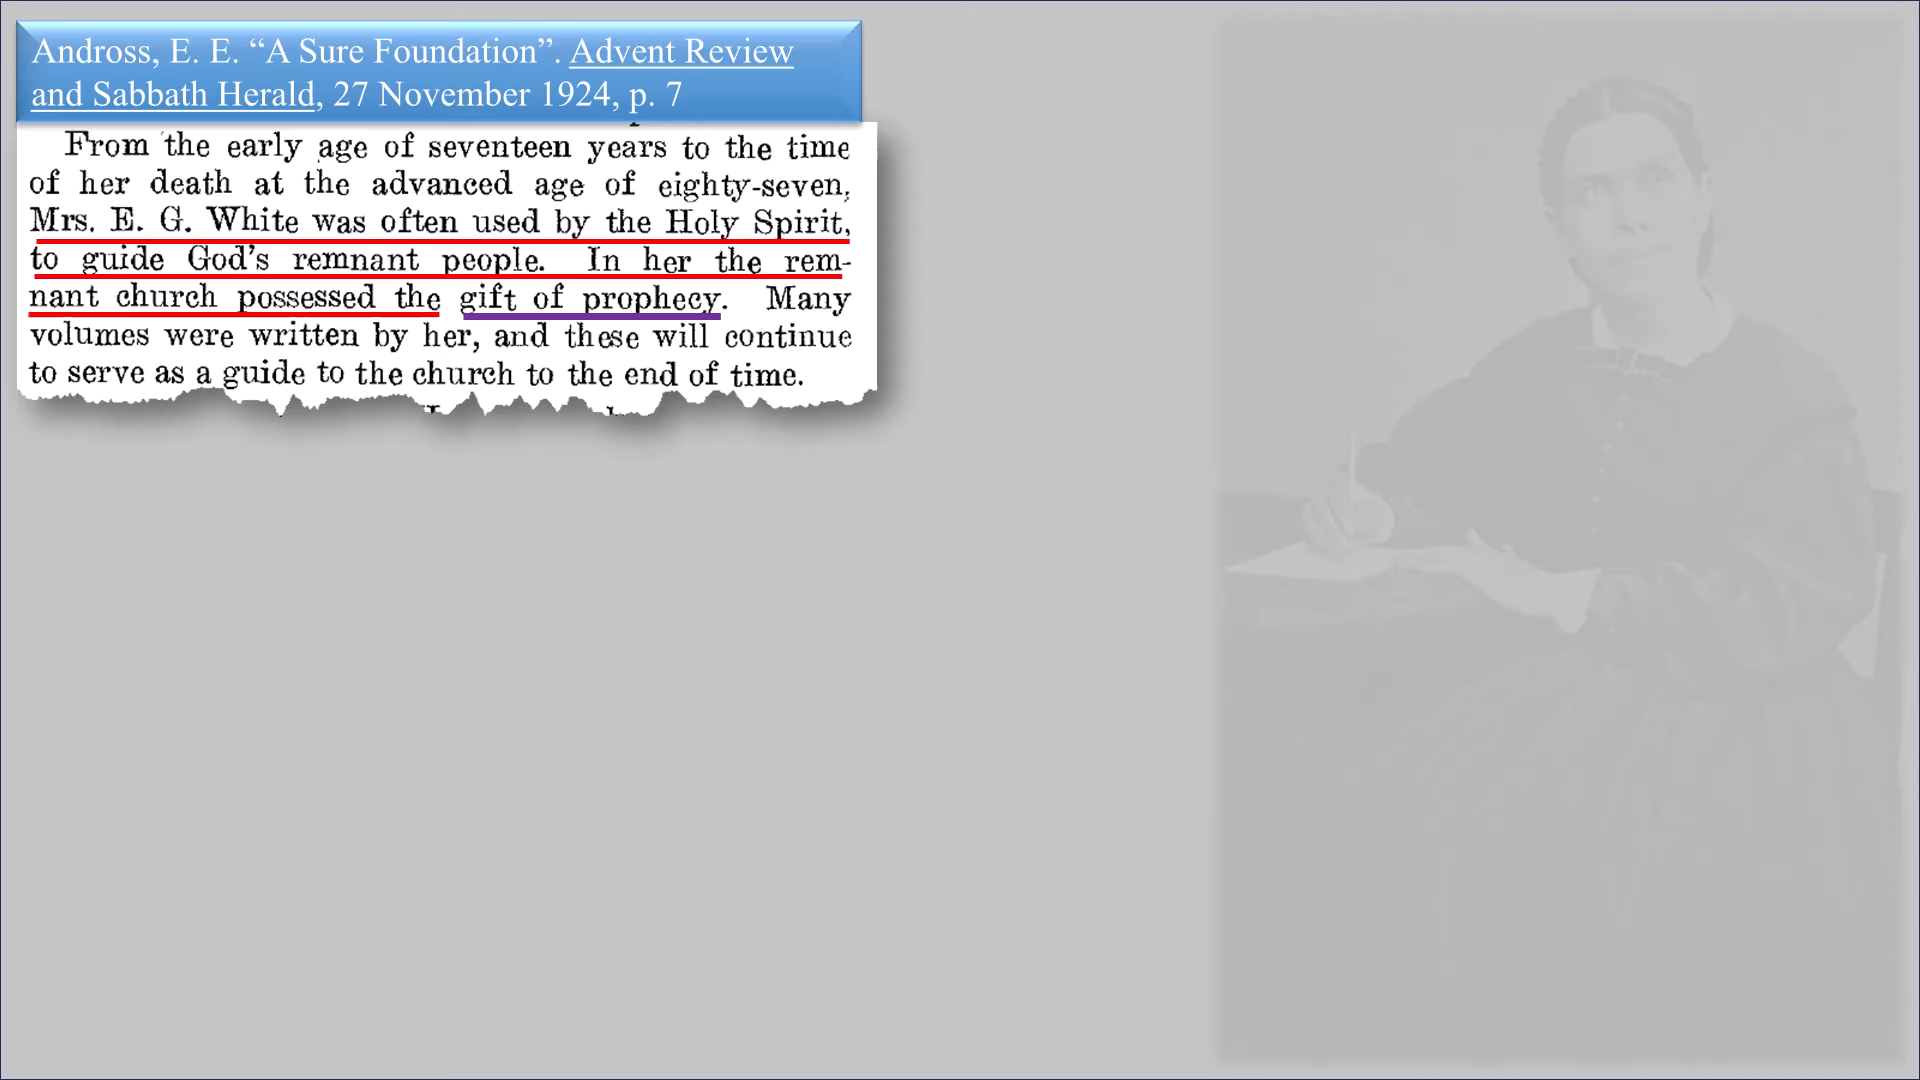 Andross, E. E. “A Sure Foundation”. Advent Review
and Sabbath Herald, 27 November 1924, p. 7
From the early age of seventeen years to the time
of her death at the advanced age of eighty-seven,
Mrs. E. G. White was often used by the Holy Spirit,
to guide God's remnant people. In her the rem-
nant church possessed the gift of prophecy. Many
volumes were written by her, and these will continue
to serve as a guide to the church to the end of time.